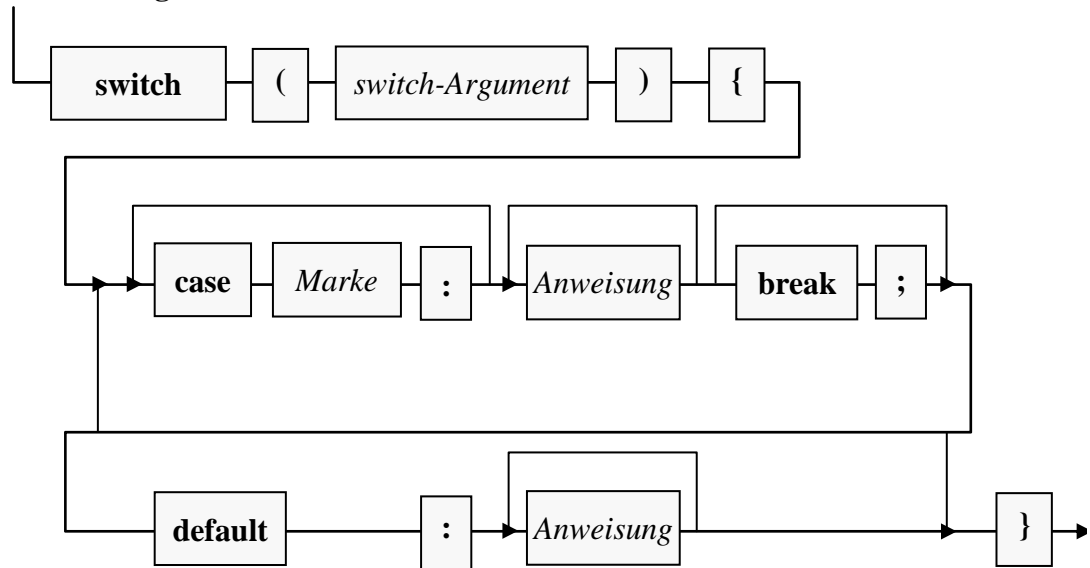 switch ( switch-Argument ) {
case Marke : Anweisung break ;
default : Anweisung }